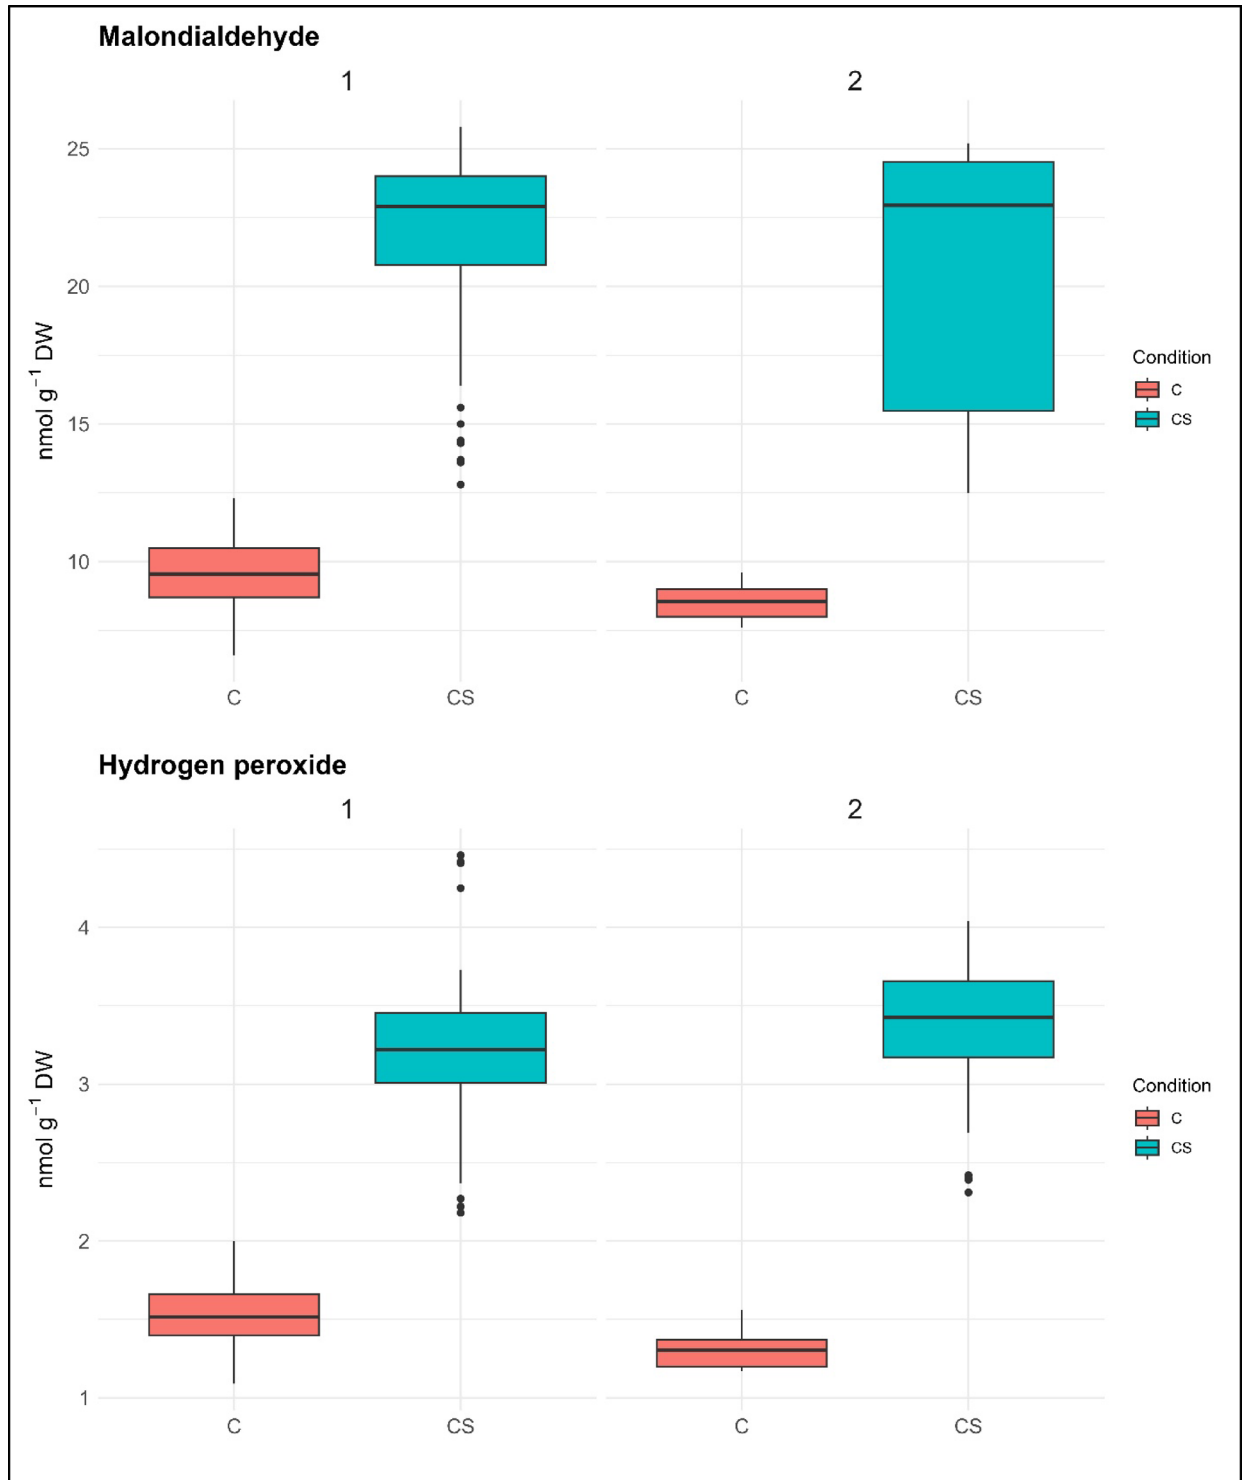 Malondialdehyde
1
2
25
20
15
10
nmol g⁻¹ DW
C
CS
C
CS
Condition
C
CS
Hydrogen peroxide
1
2
4
3
2
1
nmol g⁻¹ DW
C
CS
C
CS
Condition
C
CS